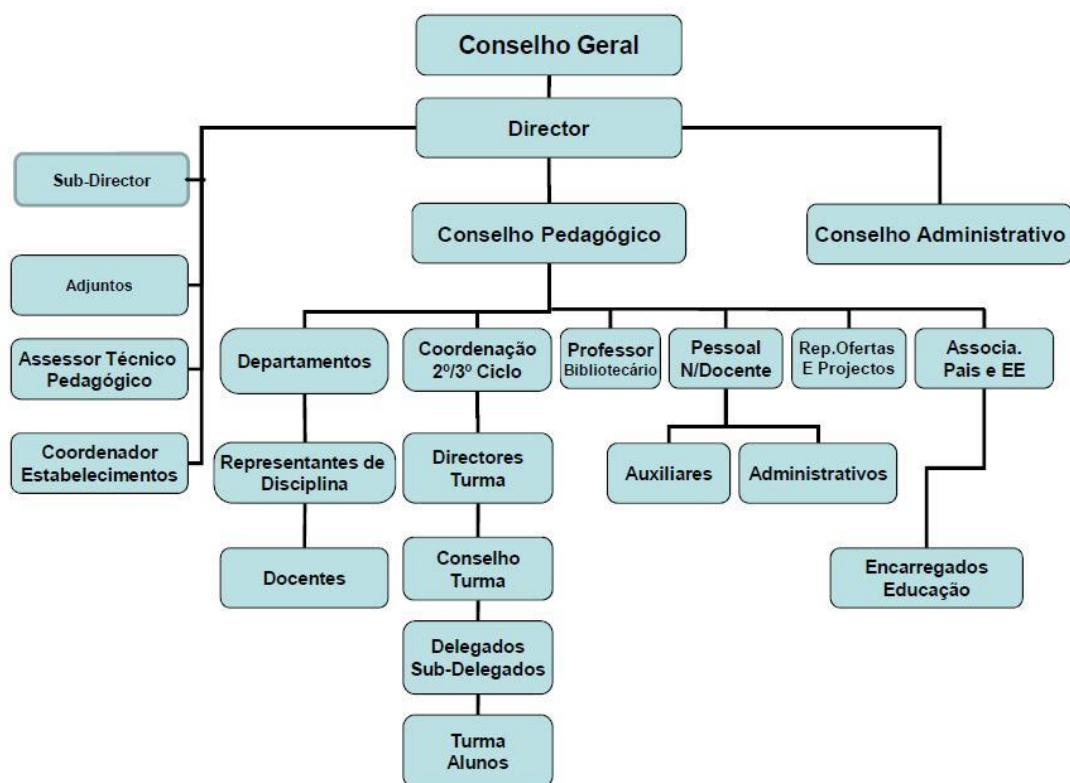 Conselho Geral
Director
Sub-Director
Conselho Pedagógico
Conselho Administrativo
Adjuntos
Assessor Técnico
Pedagógico
Coordenador
Estabelecimentos
Departamentos
Coordenação
2º/3º Ciclo
Professor
Bibliotecário
Pessoal
N/Docente
Rep.Ofertas
E Projectos
Associa.
Pais e EE
Representantes de
Disciplina
Directores
Turma
Auxiliares
Administrativos
Docentes
Conselho
Turma
Encarregados
Educação
Delegados
Sub-Delegados
Turma
Alunos